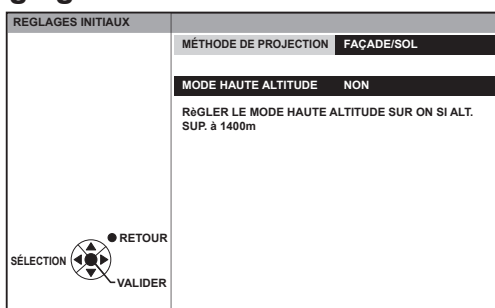 REGLAGES INITIAUX
MÉTHODE DE PROJECTION FAÇADE/SOL
MODE HAUTE ALTITUDE NON
RèGLER LE MODE HAUTE ALTITUDE SUR ON SI ALT.
SUP. à 1400m
RETOUR
SÉLECTION
VALIDER